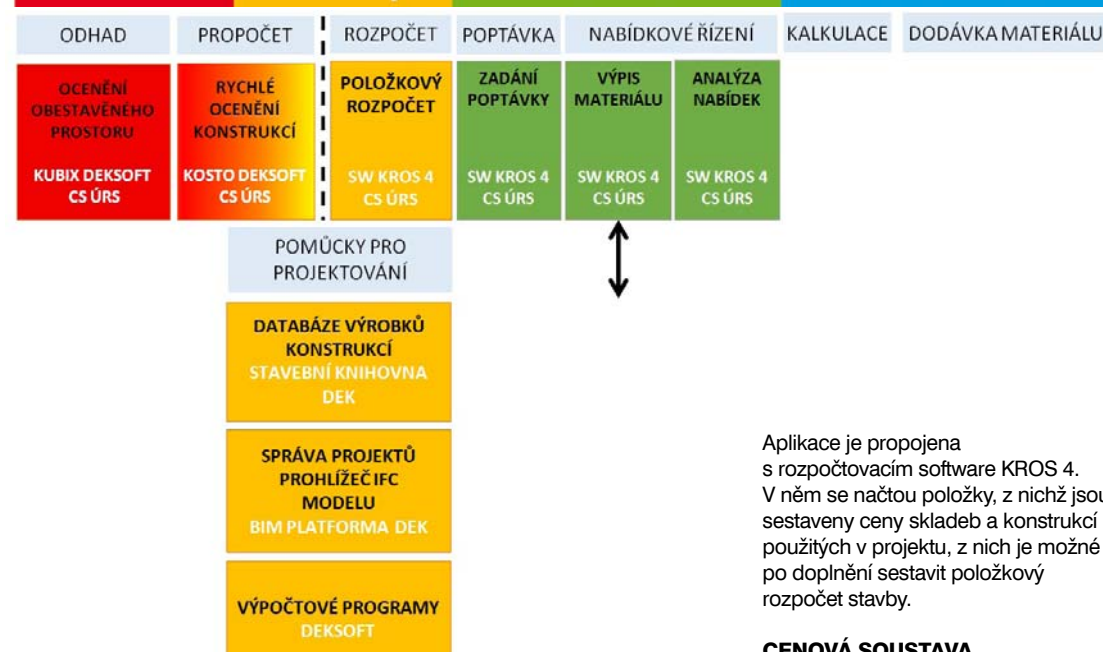 ODHAD
PROPOČET
ROZPOČET
POPTÁVKA
NABÍDKOVÉ ŘÍZENÍ
KALKULACE
DODÁVKA MATERIÁLU
OCENĚNÍ
OBESTAVĚNÉHO
PROSTORU
KUBIX DEKSOFT
CS ÚRS
RYCHLÉ
OCENĚNÍ
KONSTRUKCÍ
KOSTO DEKSOFT
CS ÚRS
POLOŽKOVÝ
ROZPOČET
SW KROS 4
CS ÚRS
ZADÁNÍ
POPTÁVKY
SW KROS 4
CS ÚRS
VÝPIS
MATERIÁLU
SW KROS 4
CS ÚRS
ANALÝZA
NABÍDEK
SW KROS 4
CS ÚRS
POMŮCKY PRO
PROJEKTOVÁNÍ
DATABÁZE VÝROBKŮ
KONSTRUKCÍ
STAVEBNÍ KNIHOVNA
DEK
SPRÁVA PROJEKTŮ
PROHLÍŽEČ IFC
MODELU
BIM PLATFORMA DEK
VÝPOČTOVÉ PROGRAMY
DEKSOFT
Aplikace je propojena
s rozpočtovacím software KROS 4.
V něm se načtou položky, z nichž jsou
sestaveny ceny skladeb a konstrukcí
použitých v projektu, z nich je možné
po doplnění sestavit položkový
rozpočet stavby.
CENOVÁ SOUSTAVA